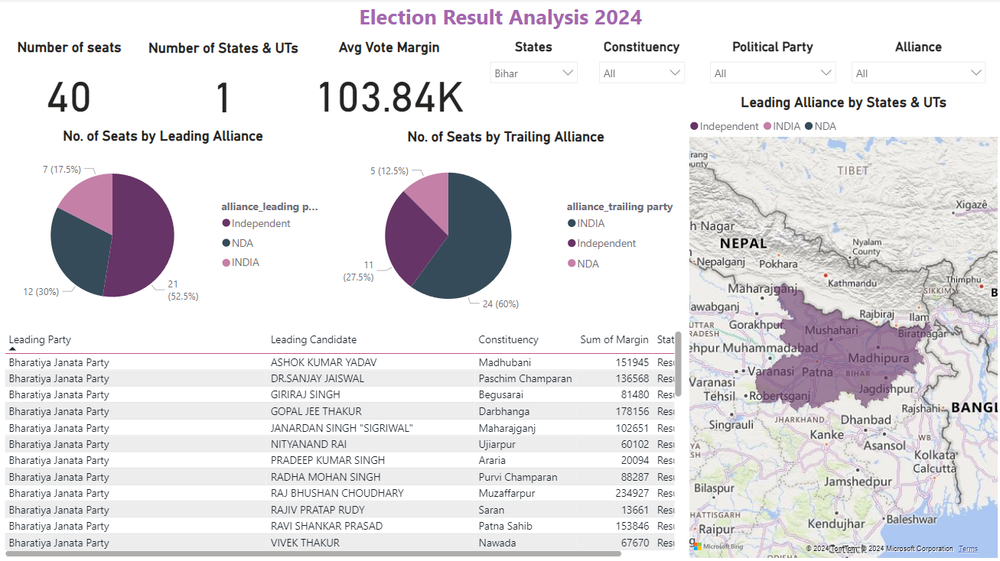 Election Result Analysis 2024
Number of seats
40
Number of States & UTs
1
Avg Vote Margin
103.84K
States
Bihar
Constituency
All
Political Party
All
Alliance
All
No. of Seats by Leading Alliance
7 (17.5%)
12 (30%)
21
(52.5%)
alliance_leading p...
Independent
NDA
INDIA
No. of Seats by Trailing Alliance
5 (12.5%)
11
(27.5%)
24 (60%)
alliance_trailing party
INDIA
Independent
NDA
Leading Alliance by States & UTs
Independent INDIA NDA
Leading Party Leading Candidate Constituency Sum of Margin Stat
Bharatiya Janata Party ASHOK KUMAR YADAV Madhubani 151945 Resu
Bharatiya Janata Party DR.SANJAY JAISWAL Paschim Champaran 136568 Resu
Bharatiya Janata Party GIRIRAJ SINGH Begusarai 81480 Resu
Bharatiya Janata Party GOPAL JEE THAKUR Darbhanga 178156 Resu
Bharatiya Janata Party JANARDAN SINGH "SIGRIWAL" Maharajganj 102651 Resu
Bharatiya Janata Party NITYANAND RAI Ujiarpur 60102 Resu
Bharatiya Janata Party PRADEEP KUMAR SINGH Araria 20094 Resu
Bharatiya Janata Party RADHA MOHAN SINGH Purvi Champaran 88287 Resu
Bharatiya Janata Party RAJ BHUSHAN CHOUDHARY Muzaffarpur 234927 Resu
Bharatiya Janata Party RAJIV PRATAP RUDY Saran 13661 Resu
Bharatiya Janata Party RAVI SHANKAR PRASAD Patna Sahib 153846 Resu
Bharatiya Janata Party VIVEK THAKUR Nawada 67670 Resu
rang
unty
TIBET
Xigazê
h Nagar
NEPAL
Nyalam
County
Nepalganj
Pokhara
Kathmandu
Thimphu
B
Maharajganj
SIKKIM
awabganj
Rajbiraj
Ilam
UTTAR
PRADESH
Gorakhpur
Mushahari
Biratnagar
ehpur
Muhammadabad
Madhipura
Varanasi
Patna
BIHAR
Varanasi
Tehsil
Robertsganj
Jagdishpur
Rajshahi
BANGL
Singrauli
JHARKHAND
Dhanbad
Kanke
WB
Asansol
YA
SH
Kolkata
Calcutta
Jamshedpur
Bilaspur
HATTISGARH
Raipur
Kendujhar
Baleshwar
g
Microsoft Bing
© 2024 TomTom, © 2024 Microsoft Corporation Terms